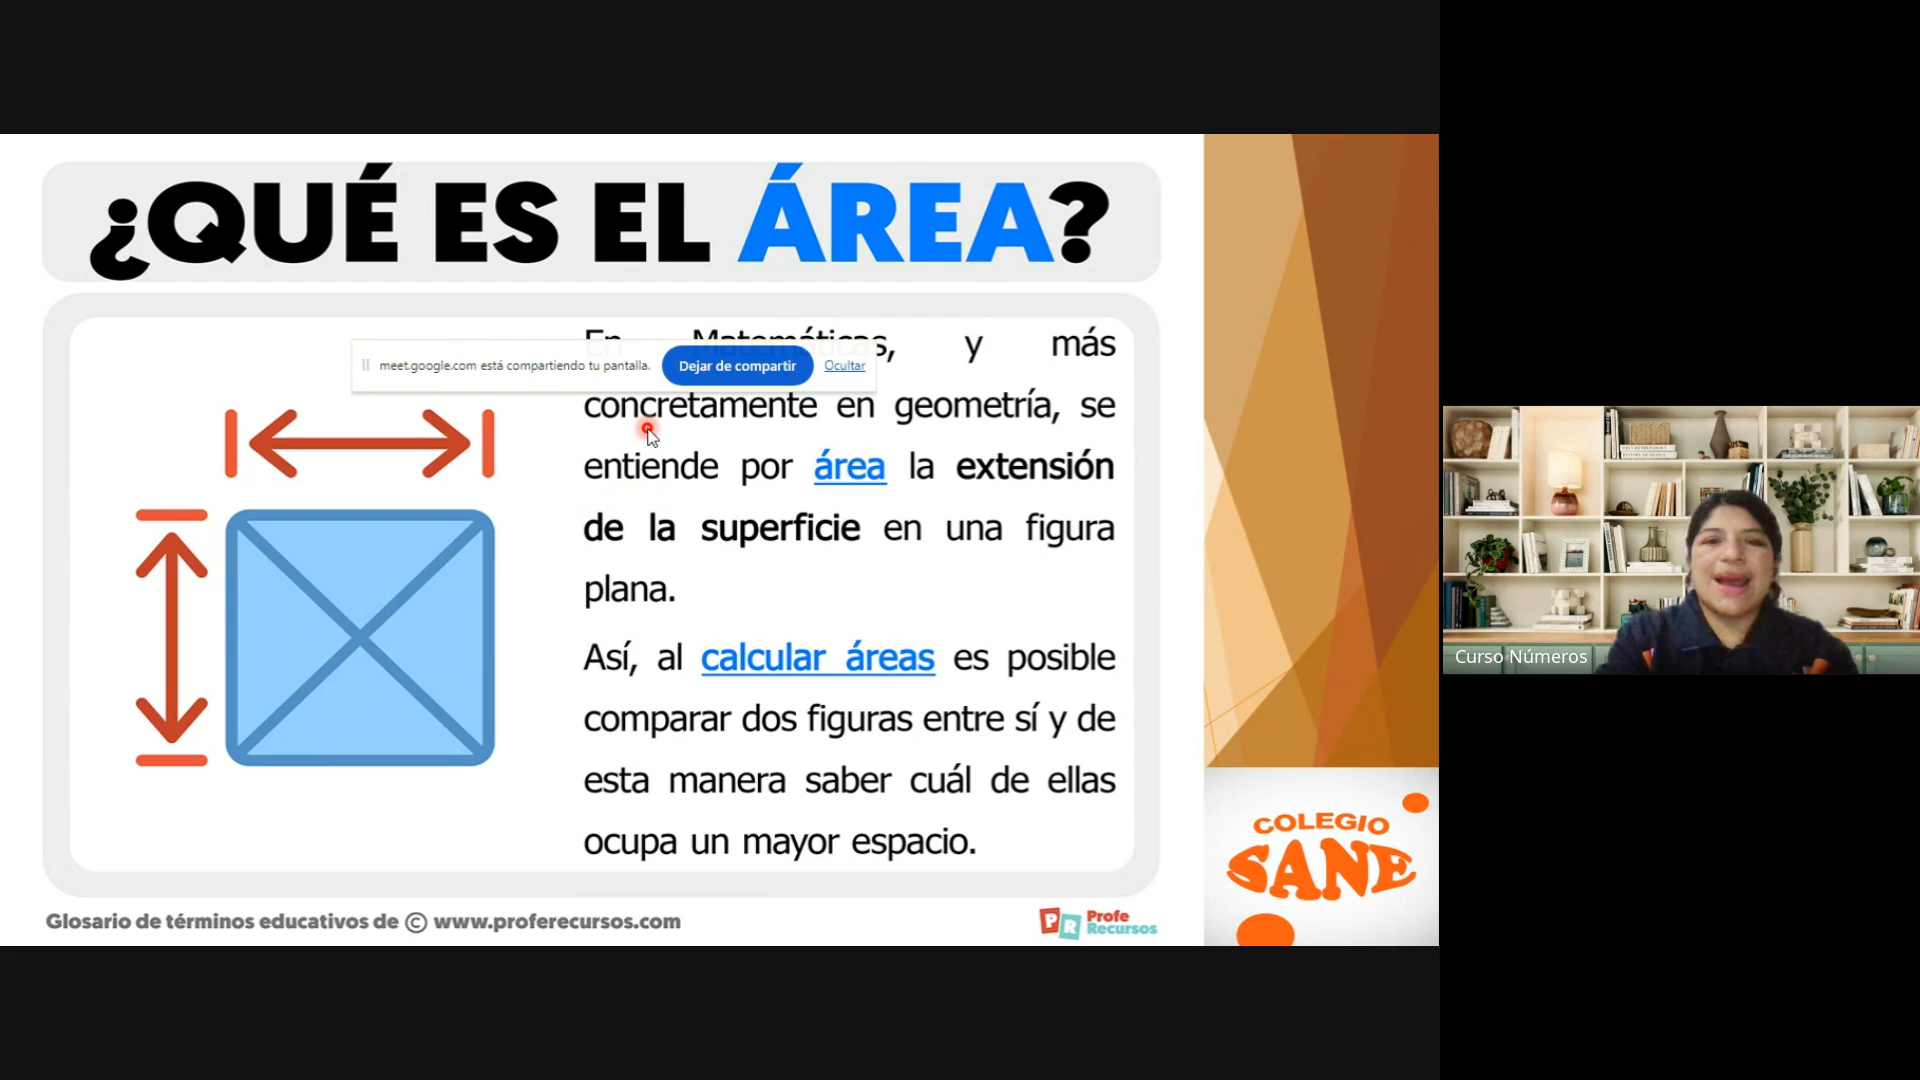 ¿QUÉ ES EL ÁREA?
En Matemáticas, y más
meet.google.com está compartiendo tu pantalla. Dejar de compartir Ocultar
concretamente en geometría, se
entiende por área la extensión
de la superficie en una figura
plana.
Así, al calcular áreas es posible
comparar dos figuras entre sí y de
esta manera saber cuál de ellas
ocupa un mayor espacio.
Glosario de términos educativos de © www.proferecursos.com
PR Profe
Recursos
COLEGIO
SANE
Curso Números